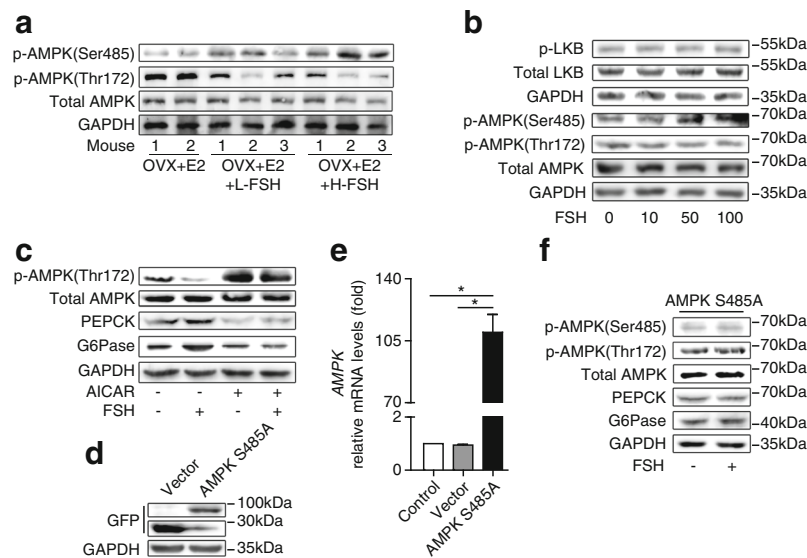 a
p-AMPK(Ser485)
p-AMPK(Thr172)
Total AMPK
GAPDH
Mouse 1 2 1 2 3 1 2 3
OVX+E2 OVX+E2 +L-FSH OVX+E2 +H-FSH
b
p-LKB -55kDa
Total LKB -55kDa
GAPDH -35kDa
p-AMPK(Ser485) -70kDa
p-AMPK(Thr172) -70kDa
Total AMPK -70kDa
GAPDH -35kDa
FSH 0 10 50 100
c
p-AMPK(Thr172)
Total AMPK
PEPCK
G6Pase
GAPDH
AICAR - - + +
FSH - + - +
d
Vector AMPK S485A
GFP -100kDa
-30kDa
GAPDH -35kDa
e
AMPK
relative mRNA levels (fold)
140
105
70
2
1
0
* 
*
Control Vector AMPK S485A
f
AMPK S485A
p-AMPK(Ser485) -70kDa
p-AMPK(Thr172) -70kDa
Total AMPK -70kDa
PEPCK -70kDa
G6Pase -40kDa
GAPDH -35kDa
FSH - +